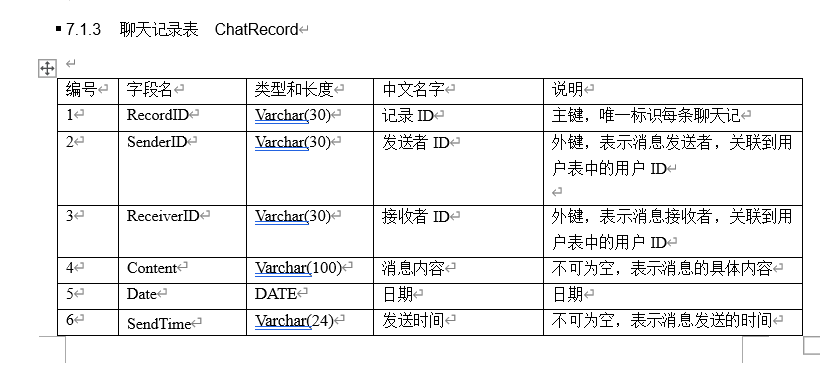 7.1.3 聊天记录表 ChatRecord
编号 字段名 类型和长度 中文名字 说明
1 RecordID Varchar(30) 记录 ID 主键，唯一标识每条聊天记
2 SenderID Varchar(30) 发送者 ID 外键，表示消息发送者，关联到用
户表中的用户 ID
3 ReceiverID Varchar(30) 接收者 ID 外键，表示消息接收者，关联到用
户表中的用户 ID
4 Content Varchar(100) 消息内容 不可为空，表示消息的具体内容
5 Date DATE 日期 日期
6 SendTime Varchar(24) 发送时间 不可为空，表示消息发送的时间